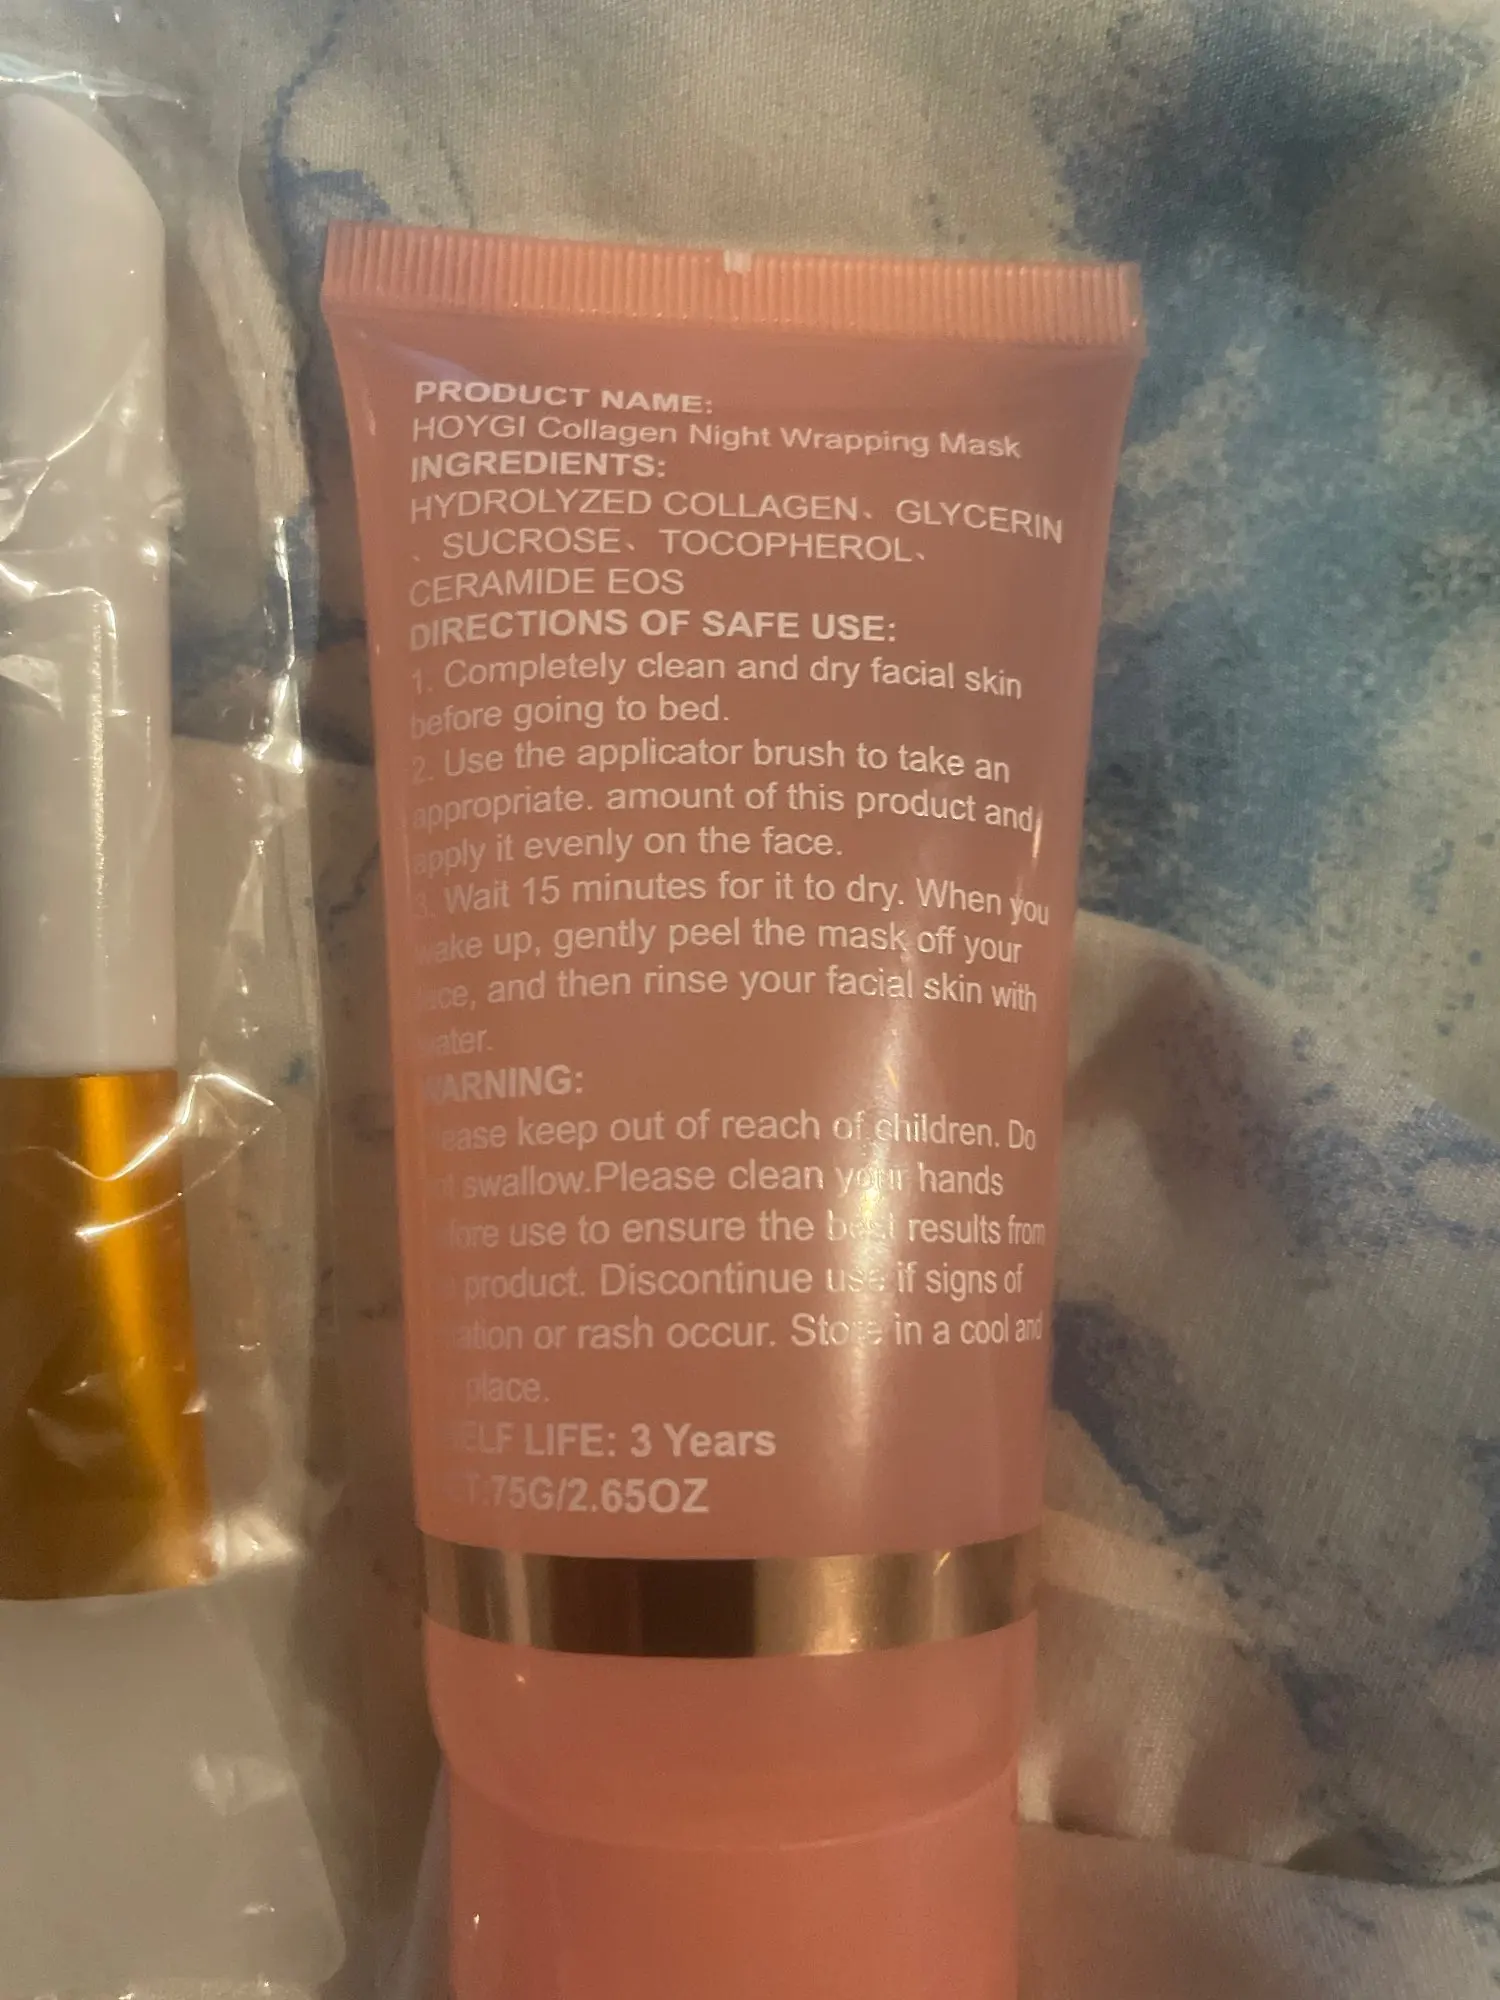 PRODUCT NAME:
HOYGI Collagen Night Wrapping Mask
INGREDIENTS:
HYDROLYZED COLLAGEN、 GLYCERIN
、 SUCROSE、 TOCOPHEROL、
CERAMIDE EOS
DIRECTIONS OF SAFE USE:
1. Completely clean and dry facial skin
before going to bed.
2. Use the applicator brush to take an
appropriate. amount of this product and
apply it evenly on the face.
3. Wait 15 minutes for it to dry. When you
wake up, gently peel the mask off your
face, and then rinse your facial skin with
water.
WARNING:
Please keep out of reach of children. Do
swallow.Please clean your hands
before use to ensure the best results from
product. Discontinue use if signs of
or rash occur. Store in a cool and
place.
SHELF LIFE: 3 Years
75G/2.65OZ